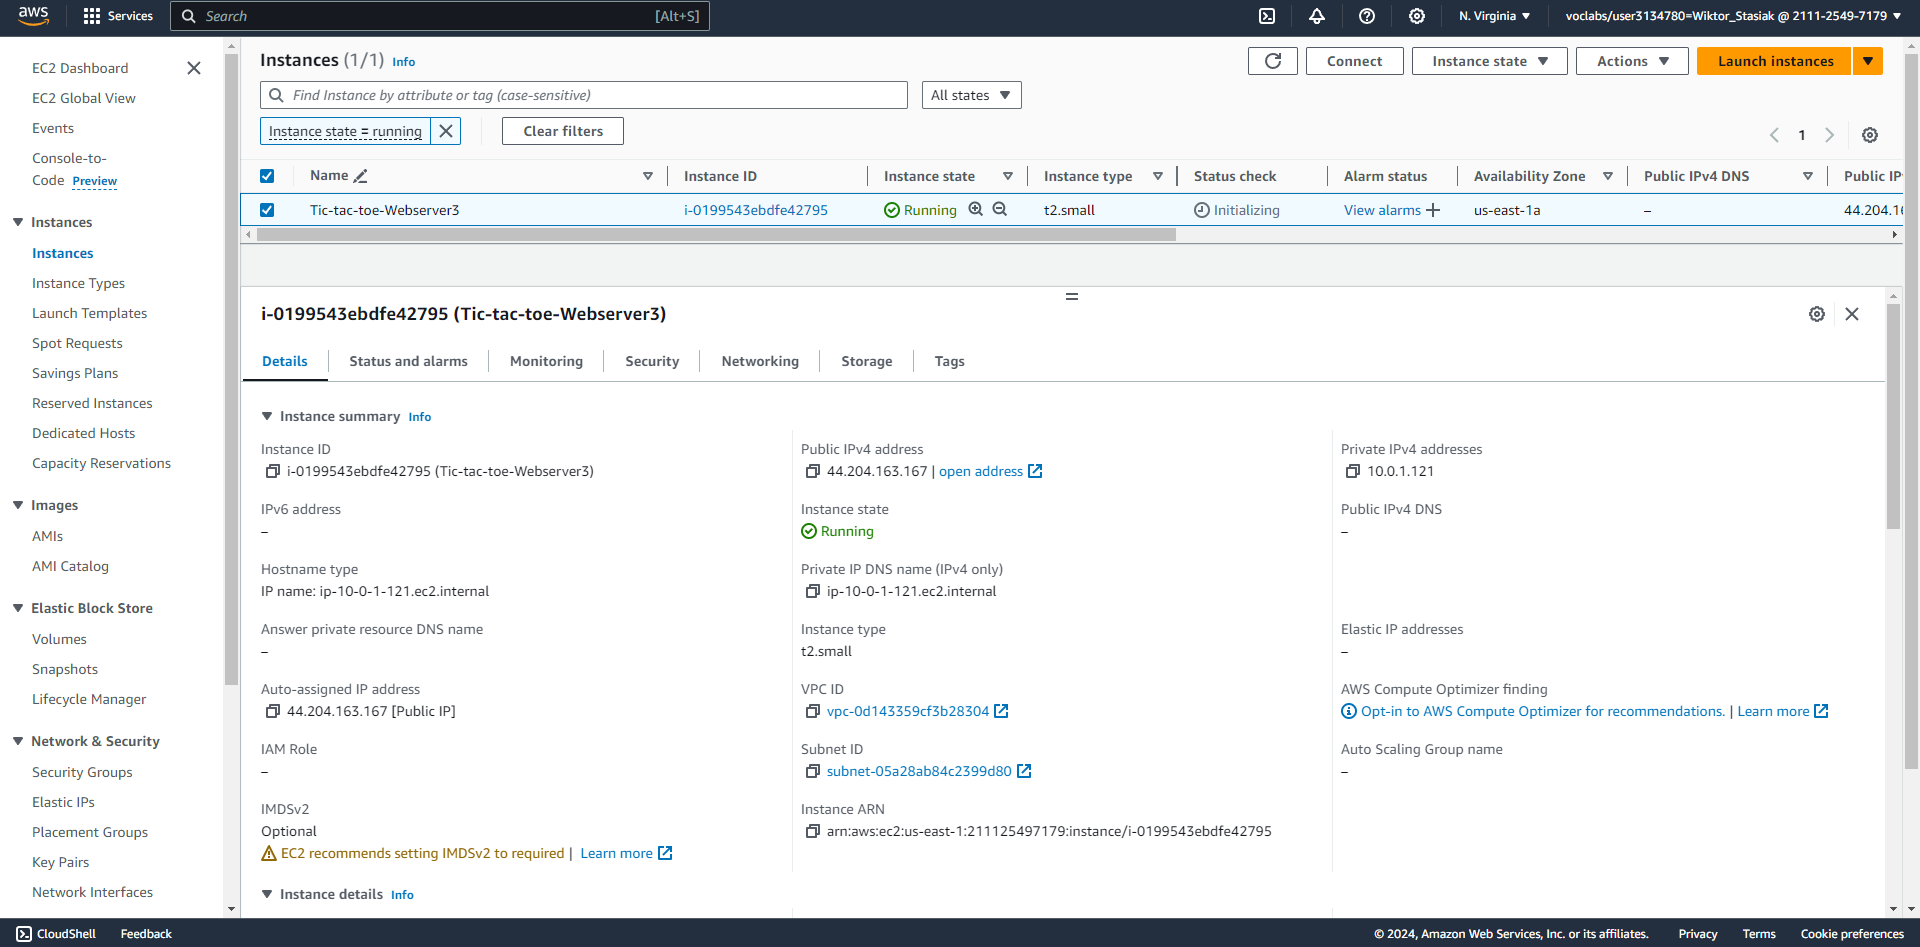 aws
Services
Search
[Alt+S]
N. Virginia
voclabs/user3134780=Wiktor_Stasiak @ 2111-2549-7179
EC2 Dashboard
EC2 Global View
Events
Console-to-
Code Preview
Instances
Instances
Instance Types
Launch Templates
Spot Requests
Savings Plans
Reserved Instances
Dedicated Hosts
Capacity Reservations
Images
AMIs
AMI Catalog
Elastic Block Store
Volumes
Snapshots
Lifecycle Manager
Network & Security
Security Groups
Elastic IPs
Placement Groups
Key Pairs
Network Interfaces
Instances (1/1) Info
Connect
Instance state
Actions
Launch instances
Find Instance by attribute or tag (case-sensitive)
All states
Instance state = running
Clear filters
1
Name
Instance ID
Instance state
Instance type
Status check
Alarm status
Availability Zone
Public IPv4 DNS
Public IP
Tic-tac-toe-Webserver3
i-0199543ebdfe42795
Running
t2.small
Initializing
View alarms
us-east-1a
–
44.204.16
i-0199543ebdfe42795 (Tic-tac-toe-Webserver3)
Details
Status and alarms
Monitoring
Security
Networking
Storage
Tags
Instance summary Info
Instance ID
i-0199543ebdfe42795 (Tic-tac-toe-Webserver3)
Public IPv4 address
44.204.163.167 | open address
Private IPv4 addresses
10.0.1.121
IPv6 address
–
Instance state
Running
Public IPv4 DNS
–
Hostname type
IP name: ip-10-0-1-121.ec2.internal
Private IP DNS name (IPv4 only)
ip-10-0-1-121.ec2.internal
Answer private resource DNS name
–
Instance type
t2.small
Elastic IP addresses
–
Auto-assigned IP address
44.204.163.167 [Public IP]
VPC ID
vpc-0d143359cf3b28304
AWS Compute Optimizer finding
Opt-in to AWS Compute Optimizer for recommendations. | Learn more
IAM Role
–
Subnet ID
subnet-05a28ab84c2399d80
Auto Scaling Group name
–
IMDSv2
Optional
EC2 recommends setting IMDSv2 to required | Learn more
Instance ARN
arn:aws:ec2:us-east-1:211125497179:instance/i-0199543ebdfe42795
Instance details Info
CloudShell
Feedback
© 2024, Amazon Web Services, Inc. or its affiliates.
Privacy
Terms
Cookie preferences